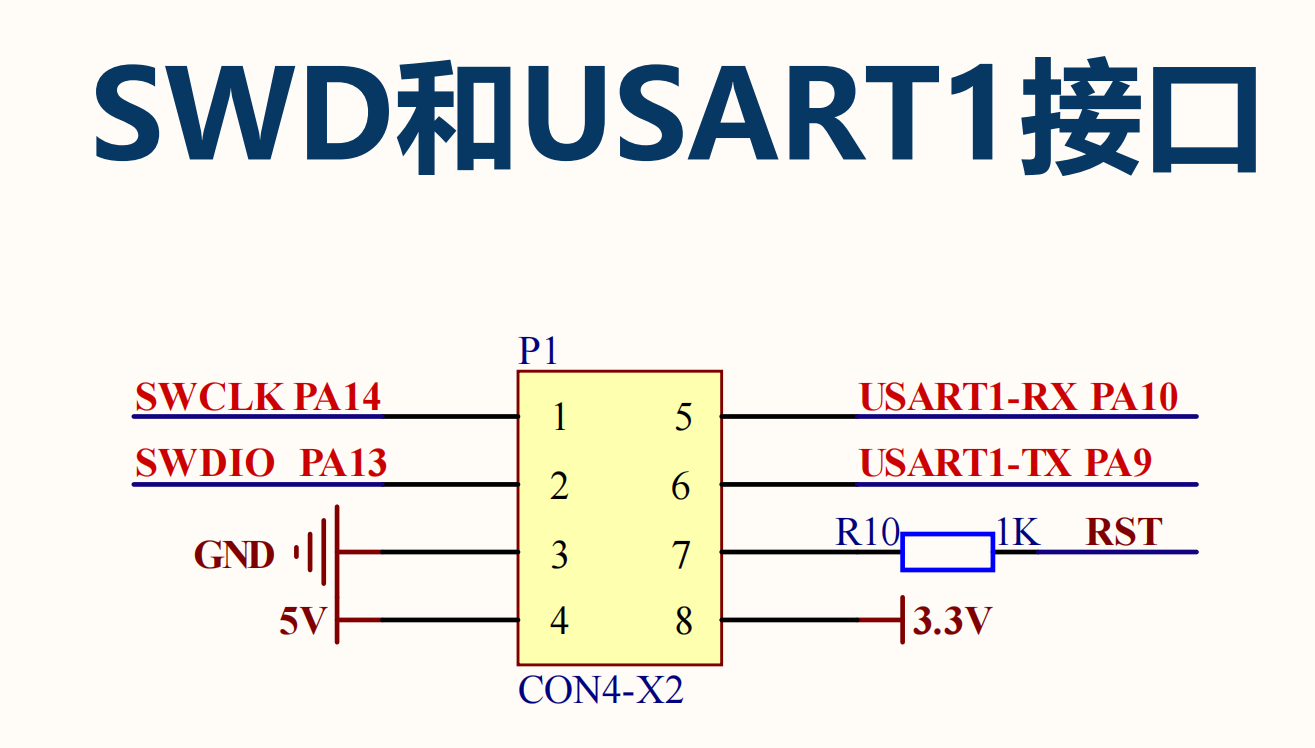 SWD和USART1接口
P1
SWCLK PA14 1 5 USART1-RX PA10
SWDIO PA13 2 6 USART1-TX PA9
GND 3 7 R10 1K RST
5V 4 8 3.3V
CON4-X2